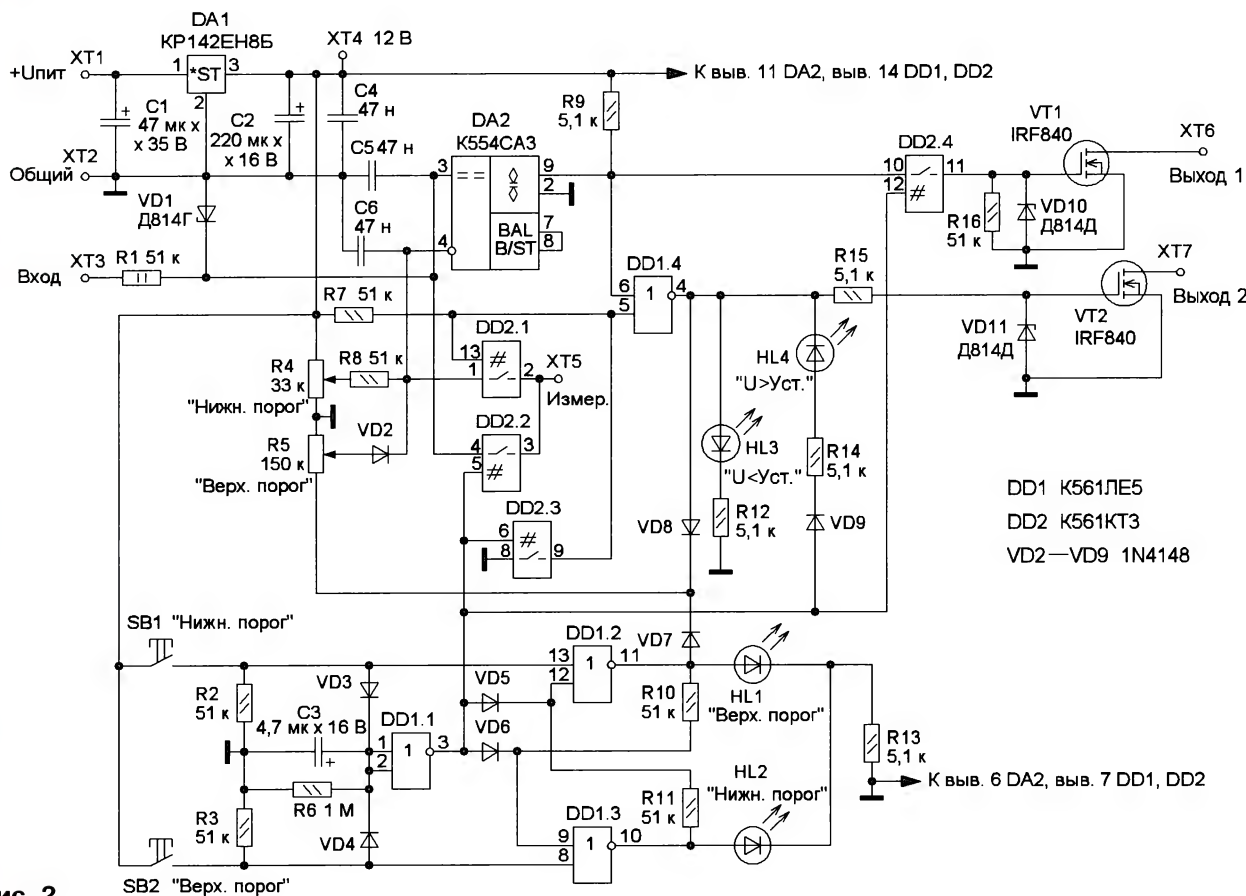 DA1
КР142ЕН8Б
XT1
+Uпит
1
*ST
3
2
XT4 12 В
К выв. 11 DA2, выв. 14 DD1, DD2
C1
47 мк х
х 35 В
C2
220 мк х
х 16 В
C4
47 н
DA2
К554СА3
R9
5,1 к
XT2
Общий
C5 47 н
3
==
9
2
4
BAL
B/ST
7
8
C6
47 н
VD1
Д814Г
XT3
Вход
R1 51 к
DD2.4
10
12
#
11
VT1
IRF840
XT6
Выход 1
R16
51 к
VD10
Д814Д
XT7
Выход 2
VT2
IRF840
VD11
Д814Д
R15
5,1 к
DD1.4
6
5
1
4
R7 51 к
R4
33 к
"Нижн. порог"
R8 51 к
DD2.1
13
1
#
2
XT5
Измер.
R5
150 к
"Верх. порог"
VD2
DD2.2
4
5
#
3
DD2.3
6
8
#
9
HL4
"U>Уст."
HL3
"U<Уст."
R14
5,1 к
R12
5,1 к
VD8
VD9
DD1 К561ЛЕ5
DD2 К561КТ3
VD2—VD9 1N4148
SB1 "Нижн. порог"
R2
51 к
VD3
C3
4,7 мк х 16 В
+
DD1.1
1
2
1
3
R6 1 М
R3
51 к
VD4
SB2 "Верх. порог"
VD5
VD6
DD1.2
13
12
1
11
VD7
R10
51 к
HL1
"Верх. порог"
R11
51 к
HL2
"Нижн. порог"
DD1.3
9
8
1
10
R13
5,1 к
К выв. 6 DA2, выв. 7 DD1, DD2